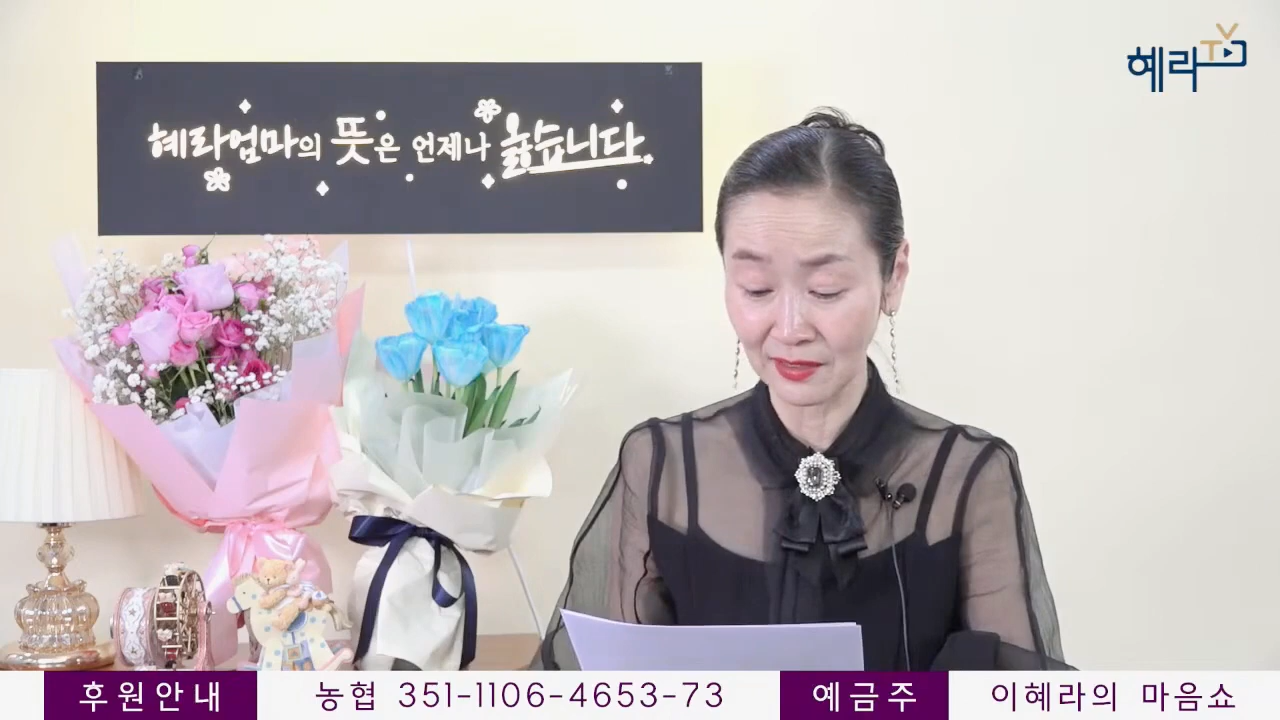 혜라TV
혜라엄마의 뜻은 언제나 옳습니다.
후원안내 농협 351-1106-4653-73 예금주 이혜라의 마음쇼